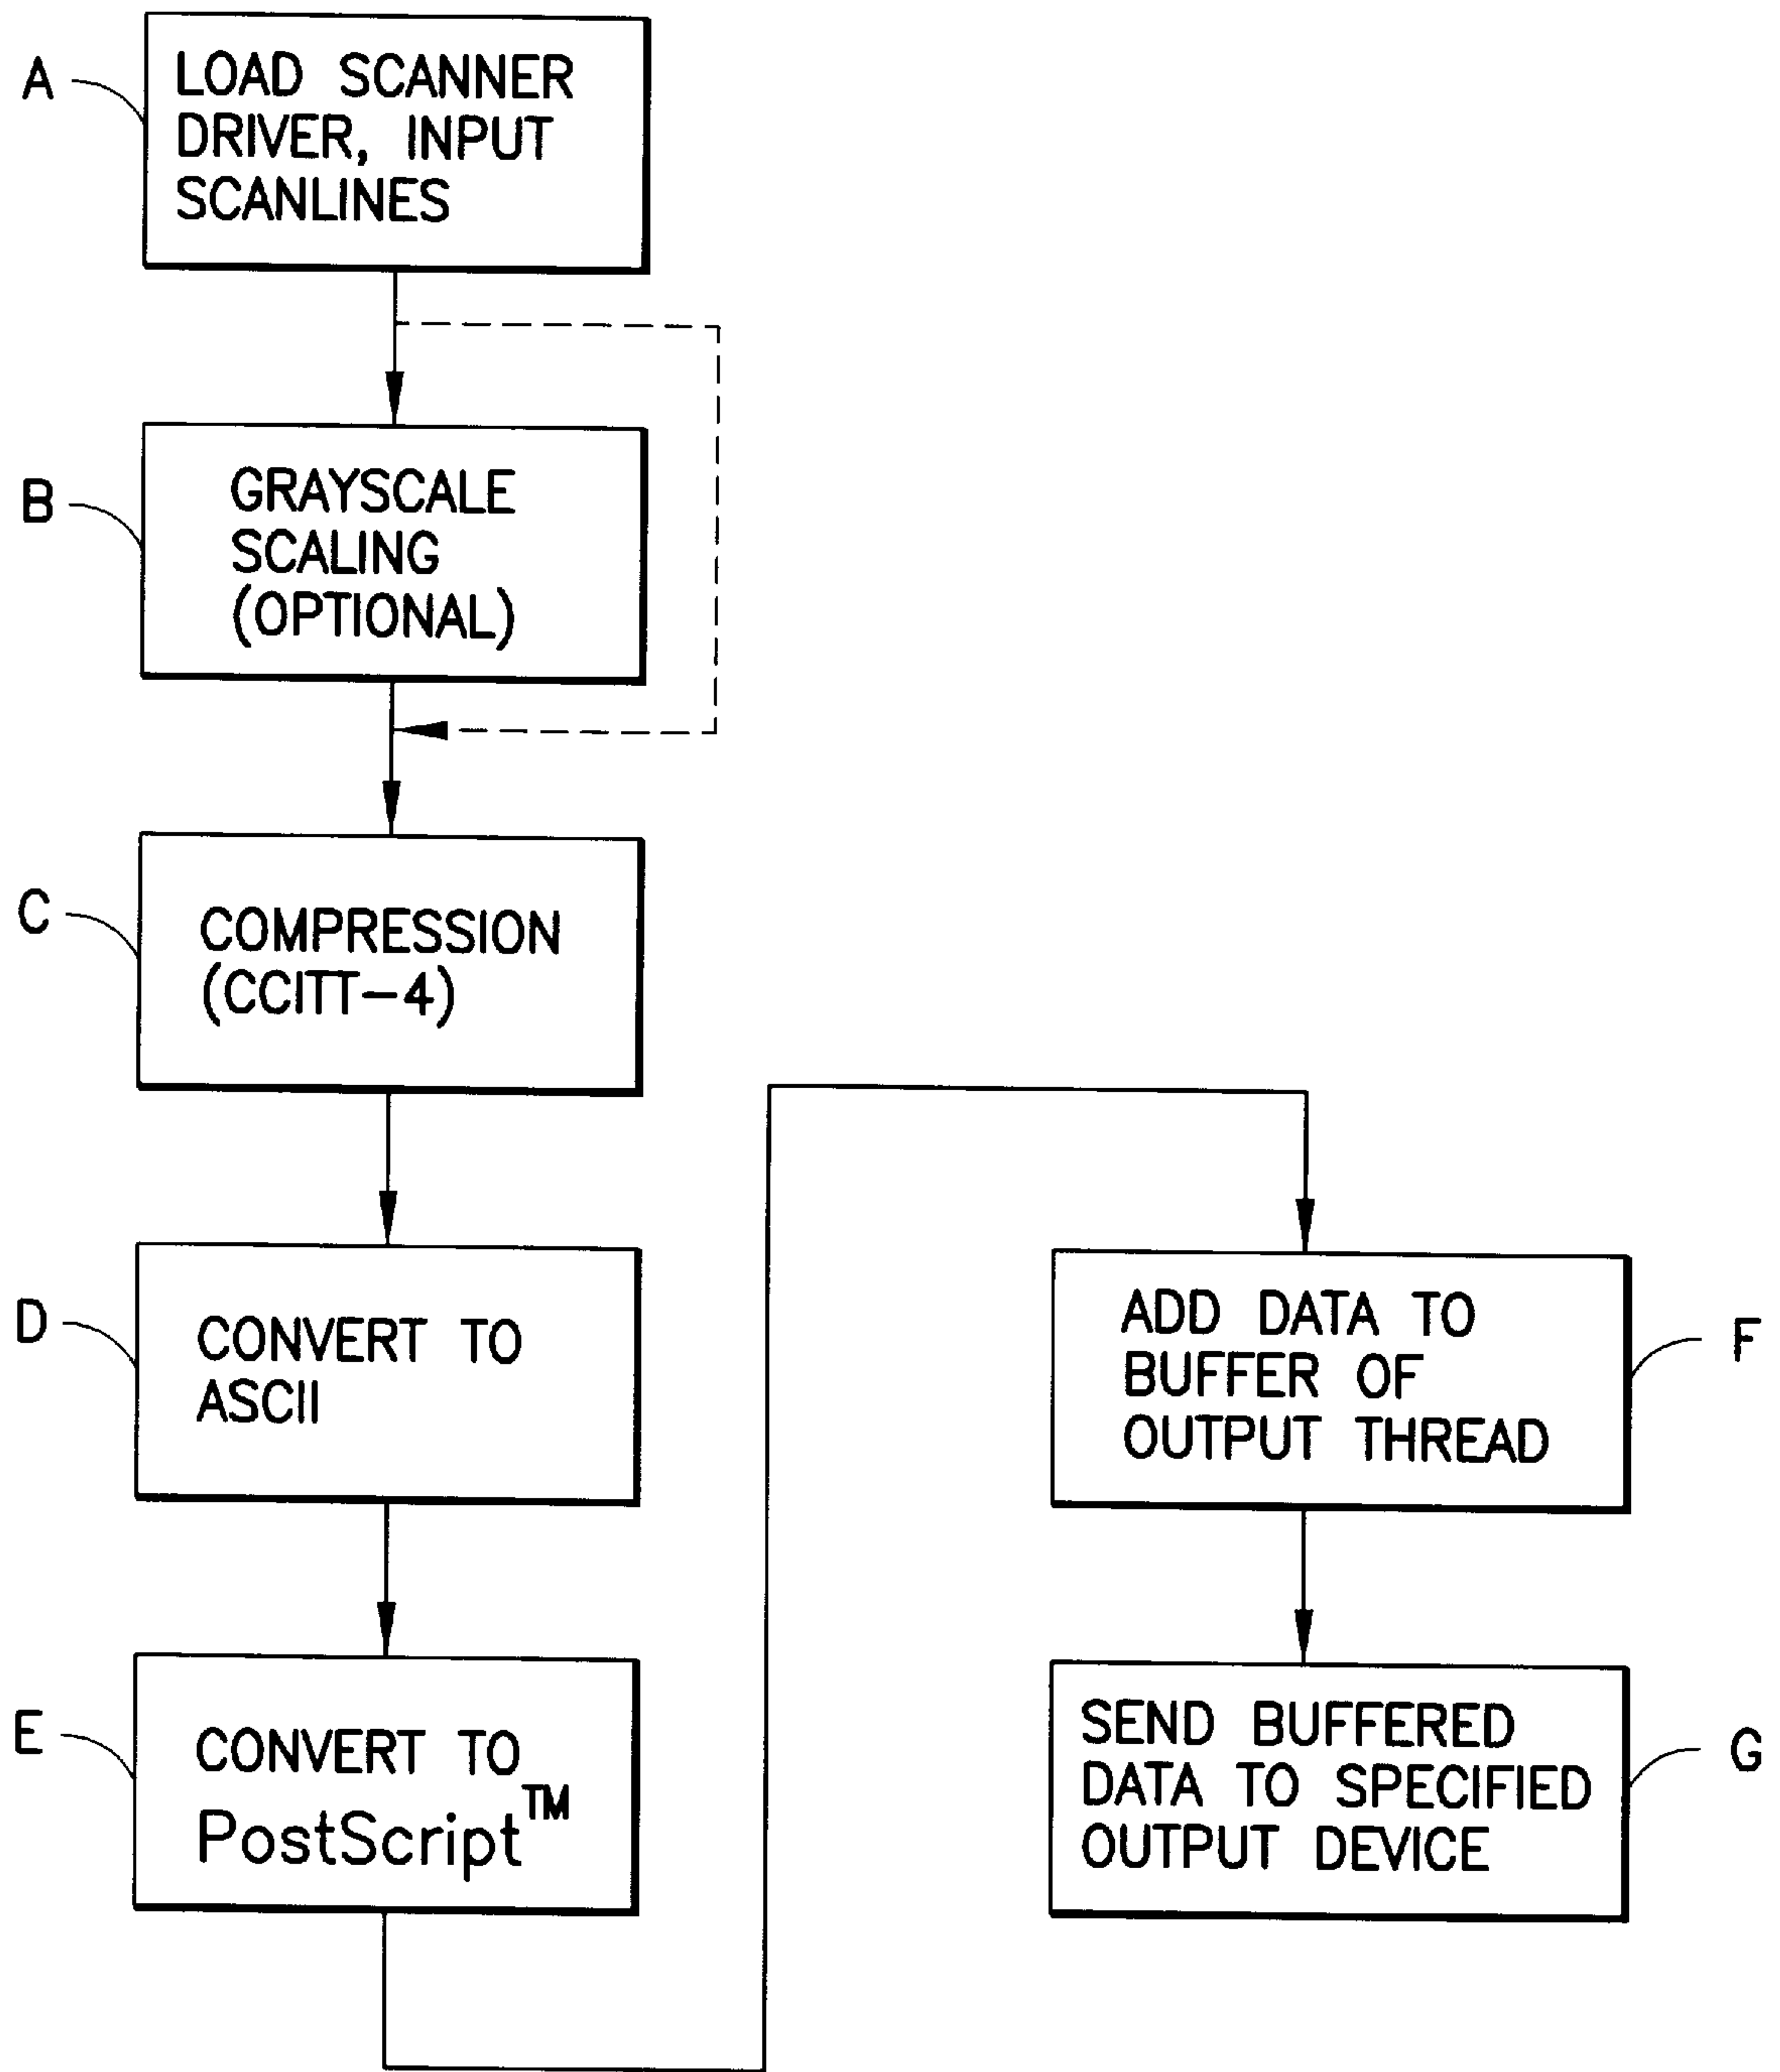 A
LOAD SCANNER
DRIVER, INPUT
SCANLINES
B
GRAYSCALE
SCALING
(OPTIONAL)
C
COMPRESSION
(CCITT-4)
D
CONVERT TO
ASCII
E
CONVERT TO
PostScript™
F
ADD DATA TO
BUFFER OF
OUTPUT THREAD
G
SEND BUFFERED
DATA TO SPECIFIED
OUTPUT DEVICE